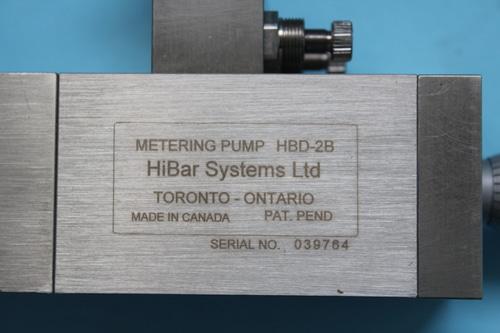 METERING PUMP HBD-2B
HiBar Systems Ltd
TORONTO - ONTARIO
MADE IN CANADA PAT. PEND
SERIAL NO. 039764